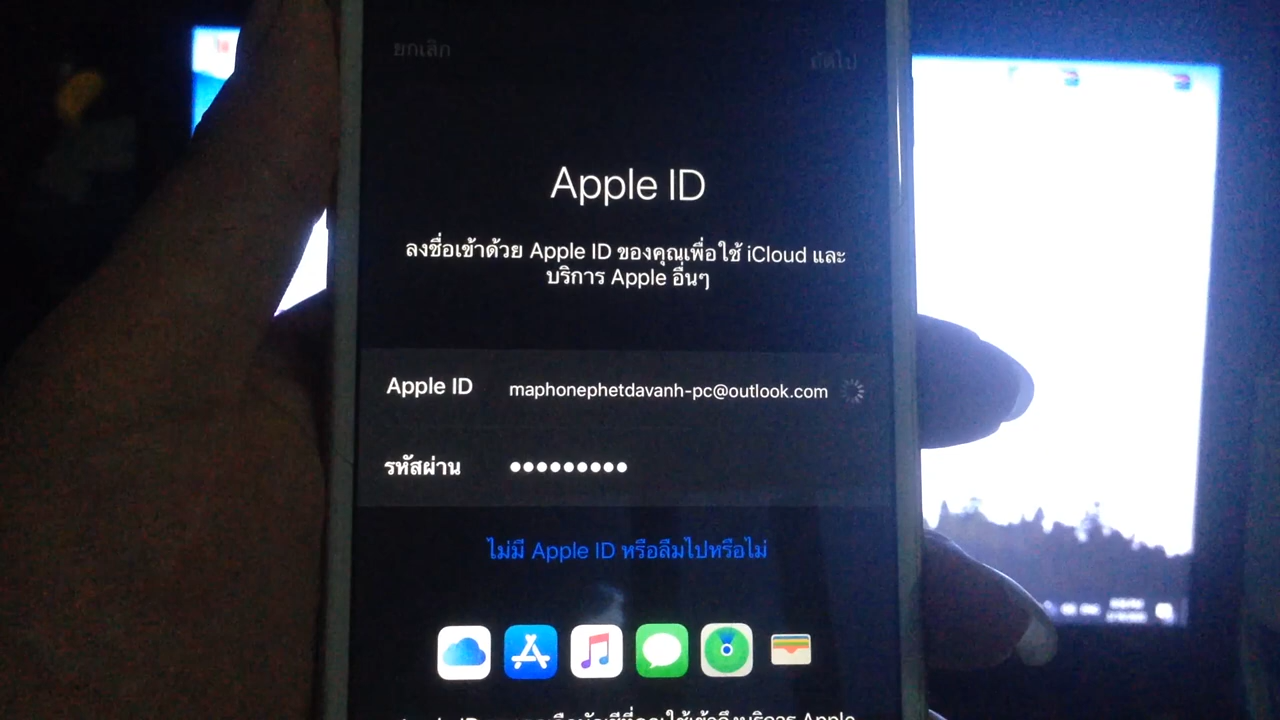 ยกเลิก
ถัดไป
Apple ID
ลงชื่อเข้าด้วย Apple ID ของคุณเพื่อใช้ iCloud และ
บริการ Apple อื่นๆ
Apple ID maphonephetdavanh-pc@outlook.com
รหัสผ่าน
ไม่มี Apple ID หรือลืมไปหรือไม่